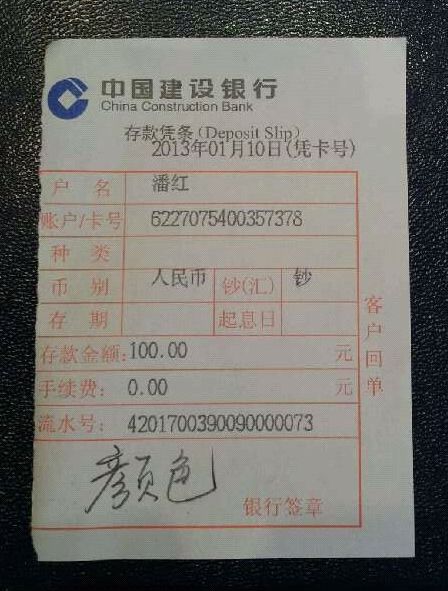 中国建设银行
China Construction Bank
存款凭条(Deposit Slip)
2013年01月10日(凭卡号)
户 名 潘红
账户/卡号 6227075400357378
种 类
币 别 人民币 钞(汇) 钞
存 期 起息日
存款金额: 100.00 元
手续费: 0.00 元
流水号: 4201700390090000073
颜色
银行签章
客户回单